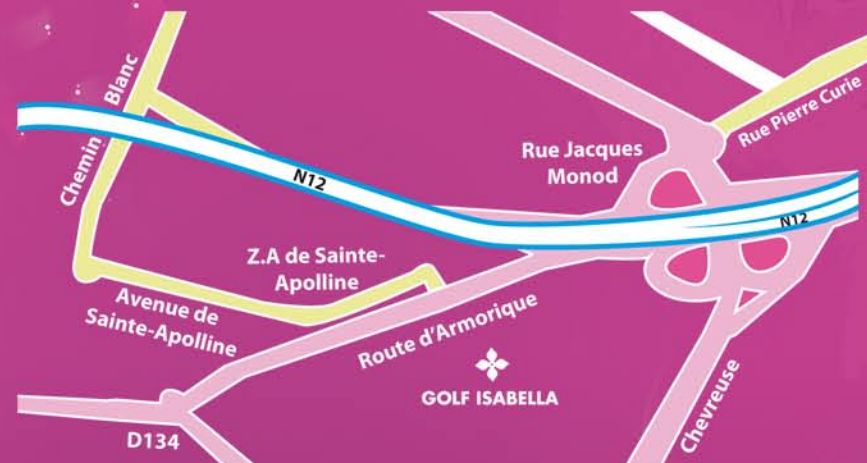 Chemin Blanc
Rue Pierre Curie
Rue Jacques
Monod
N12
N12
Z.A de Sainte-
Apolline
Avenue de
Sainte-Apolline
Route d'Armorique
GOLF ISABELLA
Chevreuse
D134